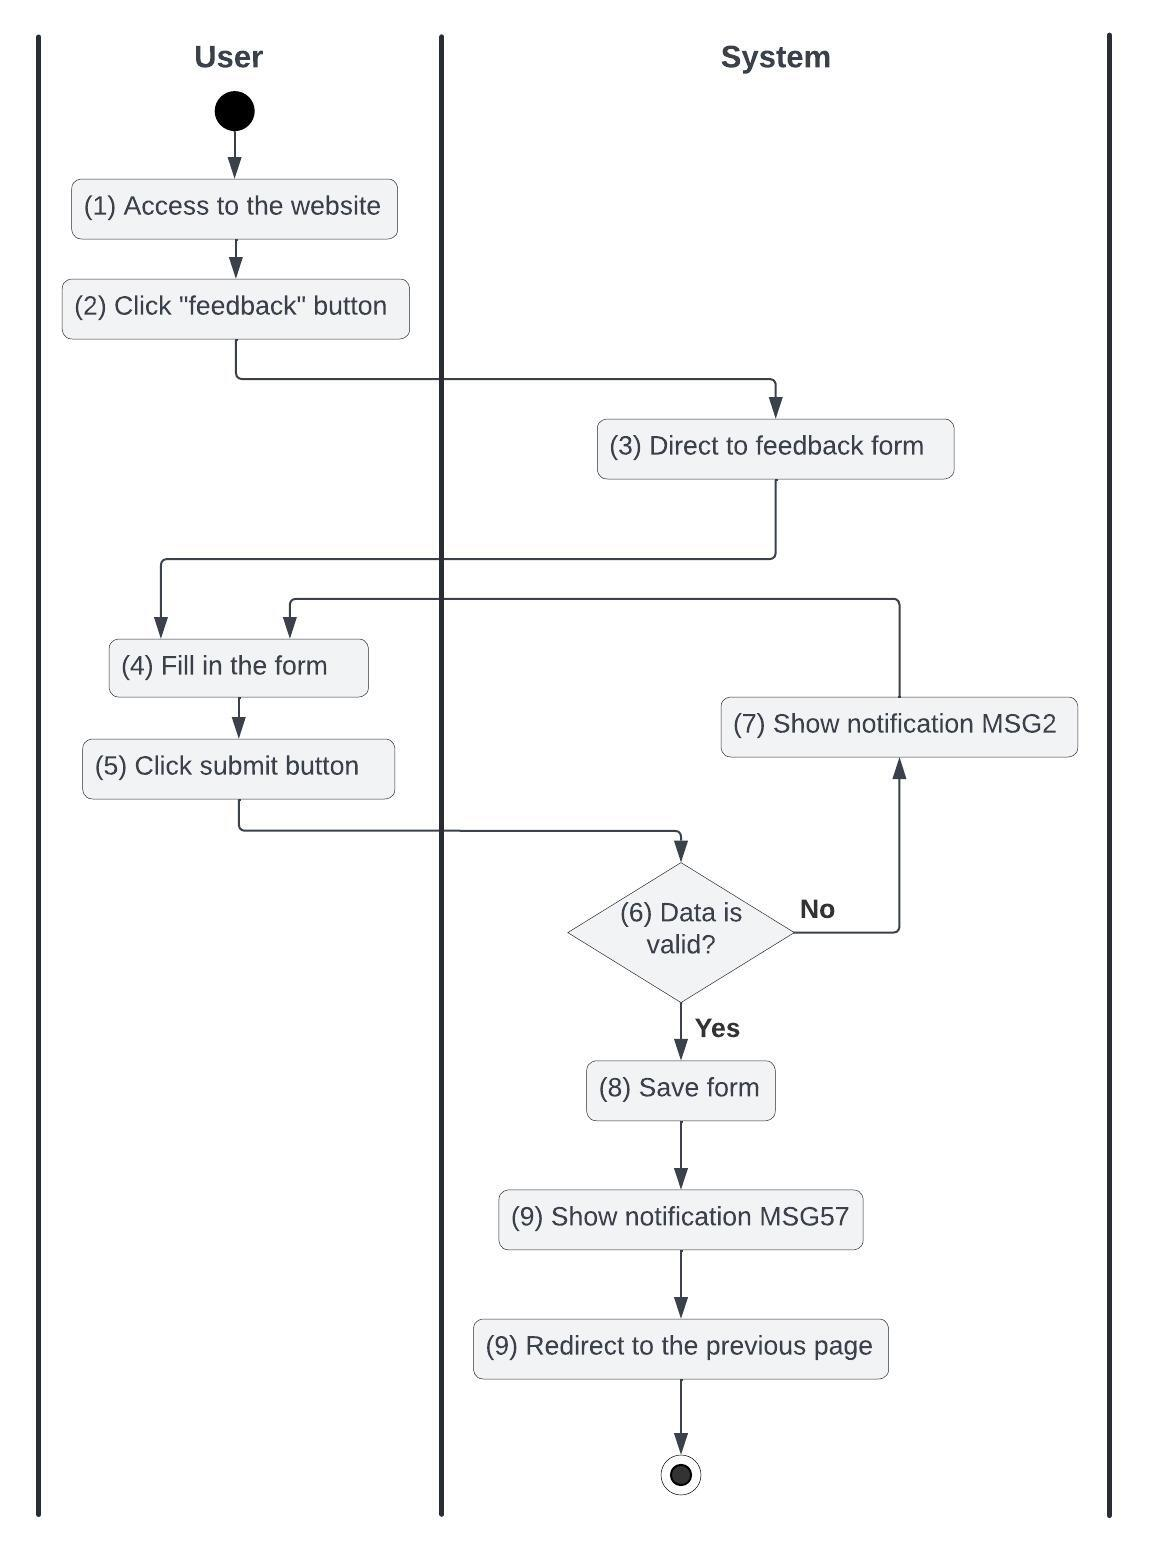 User
System
(1) Access to the website
(2) Click "feedback" button
(3) Direct to feedback form
(4) Fill in the form
(7) Show notification MSG2
(5) Click submit button
(6) Data is
valid?
No
Yes
(8) Save form
(9) Show notification MSG57
(9) Redirect to the previous page